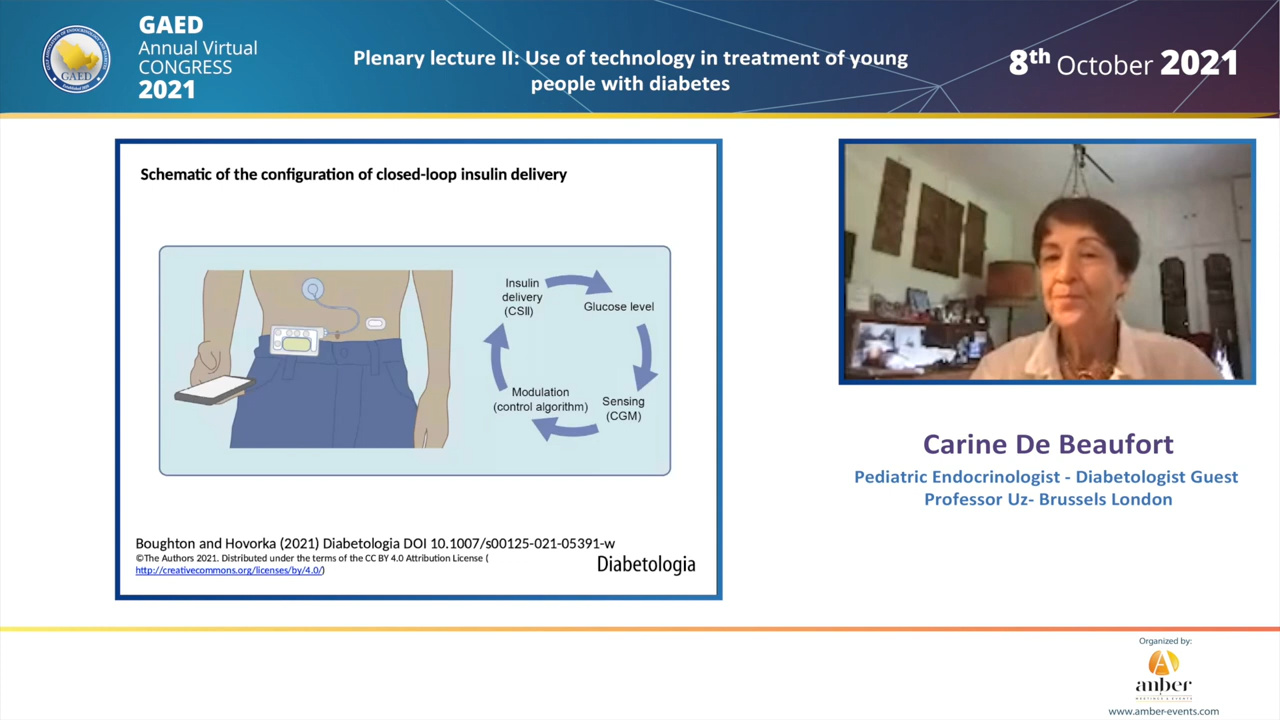 GAED
Annual Virtual
CONGRESS
2021
GAED
Plenary lecture II: Use of technology in treatment of young
people with diabetes
8th October 2021
Schematic of the configuration of closed-loop insulin delivery
Insulin
delivery
(CSII)
Glucose level
Sensing
(CGM)
Modulation
(control algorithm)
Boughton and Hovorka (2021) Diabetologia DOI 10.1007/s00125-021-05391-w
©The Authors 2021. Distributed under the terms of the CC BY 4.0 Attribution License (
http://creativecommons.org/licenses/by/4.0/)
Diabetologia
Carine De Beaufort
Pediatric Endocrinologist - Diabetologist Guest
Professor Uz- Brussels London
Organized by:
anber
www.amber-events.com